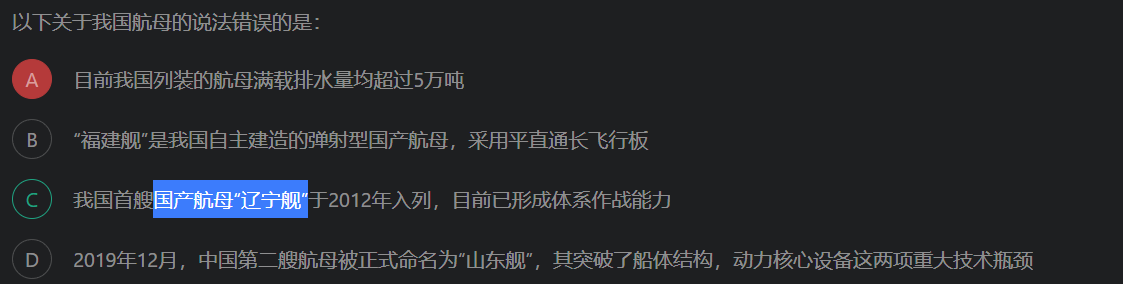 以下关于我国航母的说法错误的是：
A 目前我国列装的航母满载排水量均超过5万吨
B “福建舰”是我国自主建造的弹射型国产航母，采用平直通长飞行板
C 我国首艘国产航母“辽宁舰”于2012年入列，目前已形成体系作战能力
D 2019年12月，中国第二艘航母被正式命名为“山东舰”，其突破了船体结构，动力核心设备这两项重大技术瓶颈